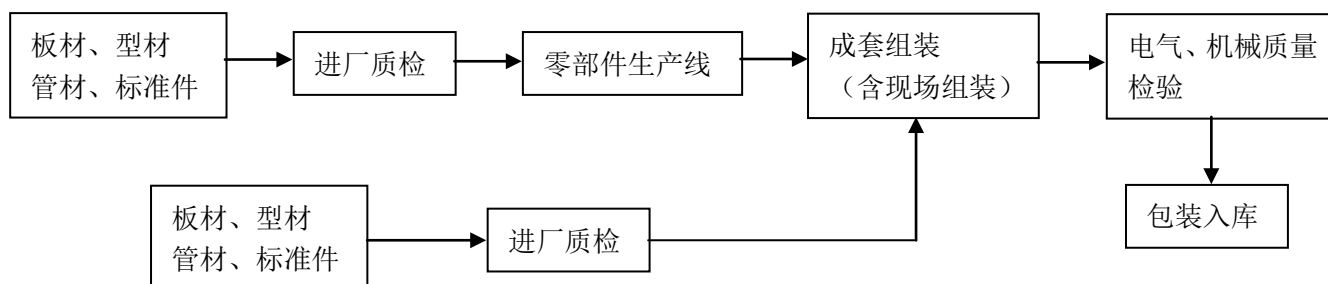 板材、型材
管材、标准件
进厂质检
零部件生产线
成套组装
（含现场组装）
电气、机械质量
检验
包装入库
板材、型材
管材、标准件
进厂质检